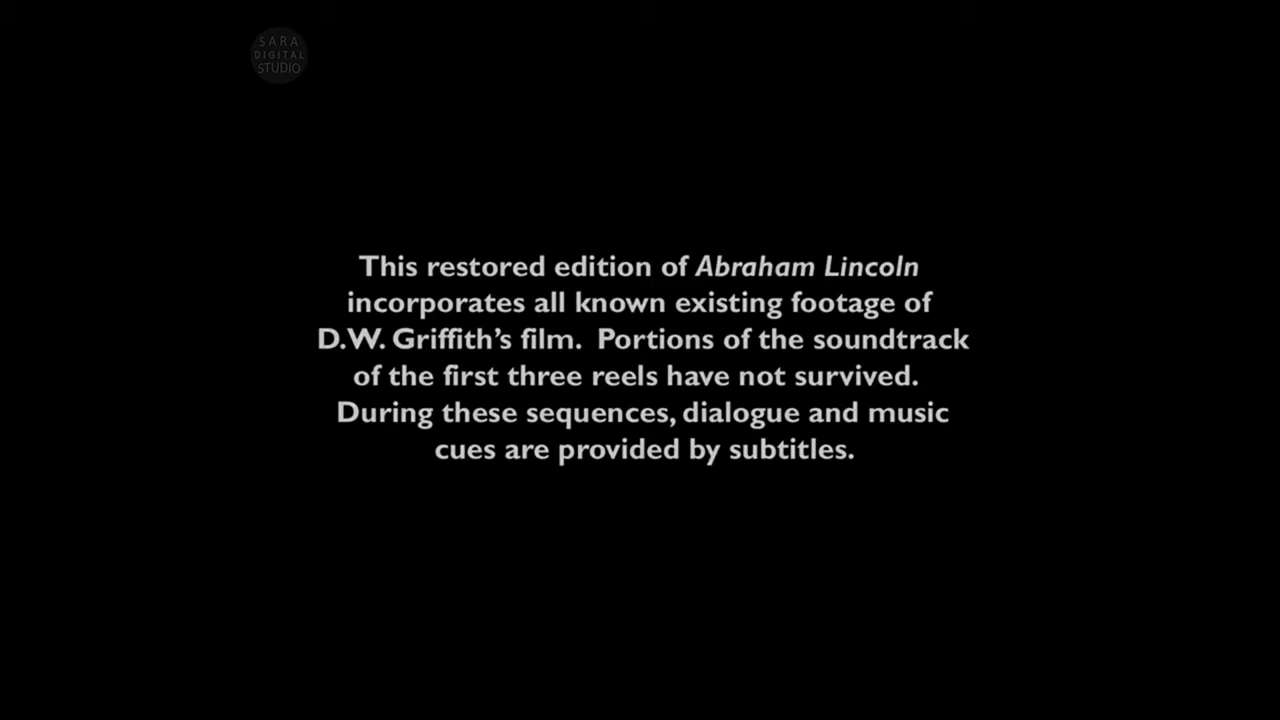 SARA
DIGITAL
STUDIO
This restored edition of Abraham Lincoln
incorporates all known existing footage of
D.W. Griffith’s film.  Portions of the soundtrack
of the first three reels have not survived.
During these sequences, dialogue and music
cues are provided by subtitles.